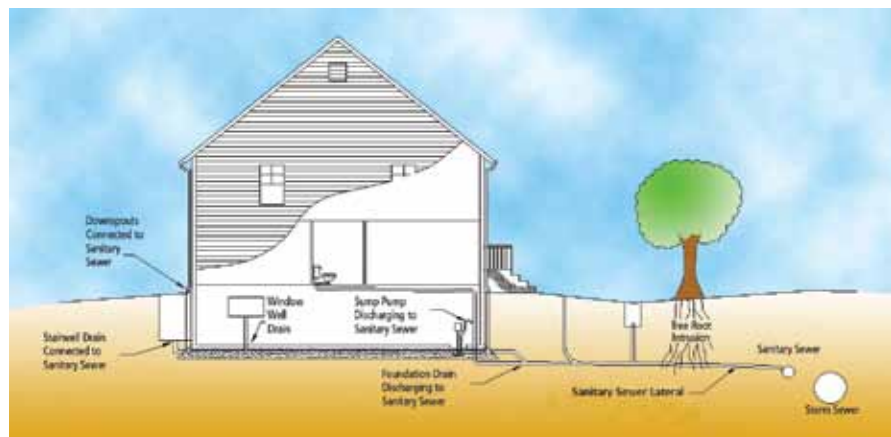 Downspouts
Connected to
Sanitary
Sewer
Stairwell Drain
Connected to
Sanitary Sewer
Window
Well
Drain
Sump Pump
Discharging to
Sanitary Sewer
Foundation Drain
Discharging to
Sanitary Sewer
Tree Root
Intrusion
Sanitary Sewer
Sanitary Sewer Lateral
Storm Sewer